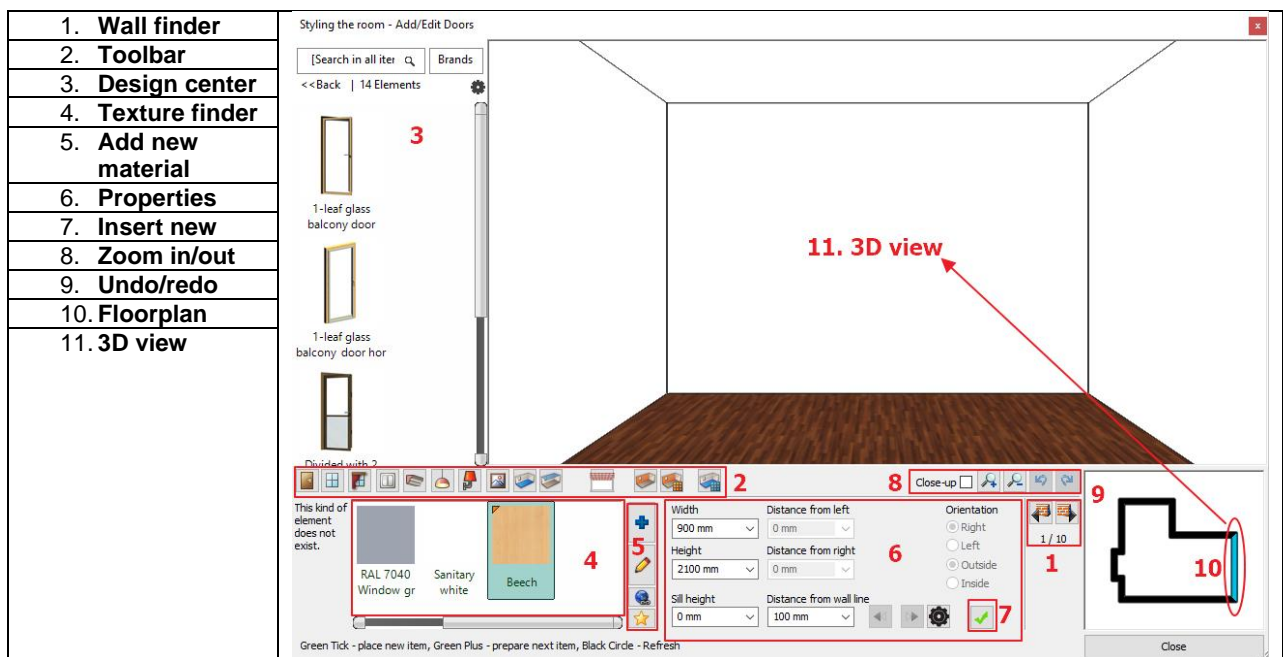 1. Wall finder
2. Toolbar
3. Design center
4. Texture finder
5. Add new
material
6. Properties
7. Insert new
8. Zoom in/out
9. Undo/redo
10. Floorplan
11. 3D view
Styling the room - Add/Edit Doors
x
[Search in all iter
Brands
<<Back | 14 Elements
3
1-leaf glass
balcony door
1-leaf glass
balcony door hor
Divided with 2
11. 3D view
2
8
Close-up
9
This kind of
element
does not
exist.
RAL 7040
Window gr
Sanitary
white
Beech
4
5
Width
900 mm
Height
2100 mm
Sill height
0 mm
Distance from left
0 mm
Distance from right
0 mm
Distance from wall line
100 mm
6
Orientation
Right
Left
Outside
Inside
7
1 / 10
1
10
Green Tick - place new item, Green Plus - prepare next item, Black Circle - Refresh
Close